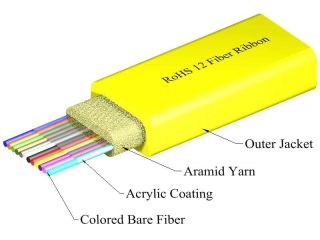 RoHS 12 Fiber Ribbon
Outer Jacket
Aramid Yarn
Acrylic Coating
Colored Bare Fiber